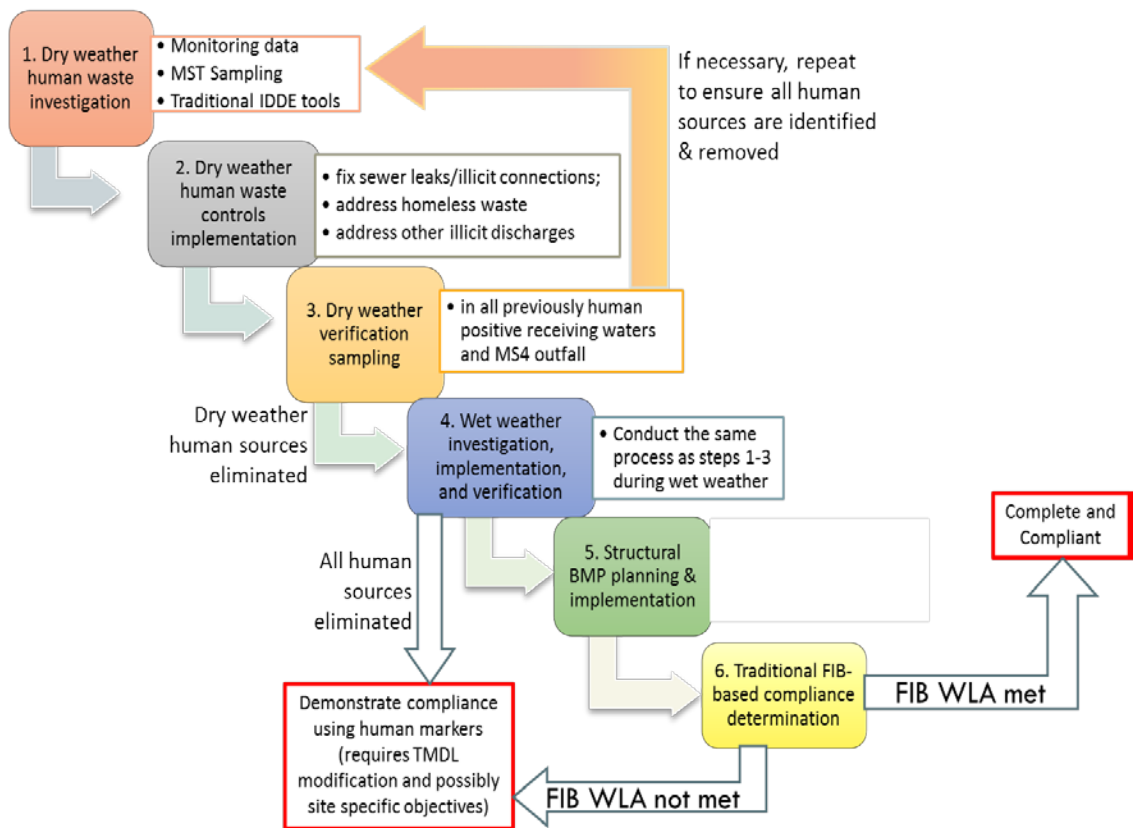 1. Dry weather
human waste
investigation
• Monitoring data
• MST Sampling
• Traditional IDDE tools
If necessary, repeat
to ensure all human
sources are identified
& removed
2. Dry weather
human waste
controls
implementation
• fix sewer leaks/illicit connections;
• address homeless waste
• address other illicit discharges
3. Dry weather
verification
sampling
• in all previously human
positive receiving waters
and MS4 outfall
Dry weather
human sources
eliminated
4. Wet weather
investigation,
implementation,
and verification
• Conduct the same
process as steps 1-3
during wet weather
All human
sources
eliminated
5. Structural
BMP planning &
implementation
Complete and
Compliant
6. Traditional FIB-
based compliance
determination
FIB WLA met
Demonstrate compliance
using human markers
(requires TMDL
modification and possibly
site specific objectives)
FIB WLA not met